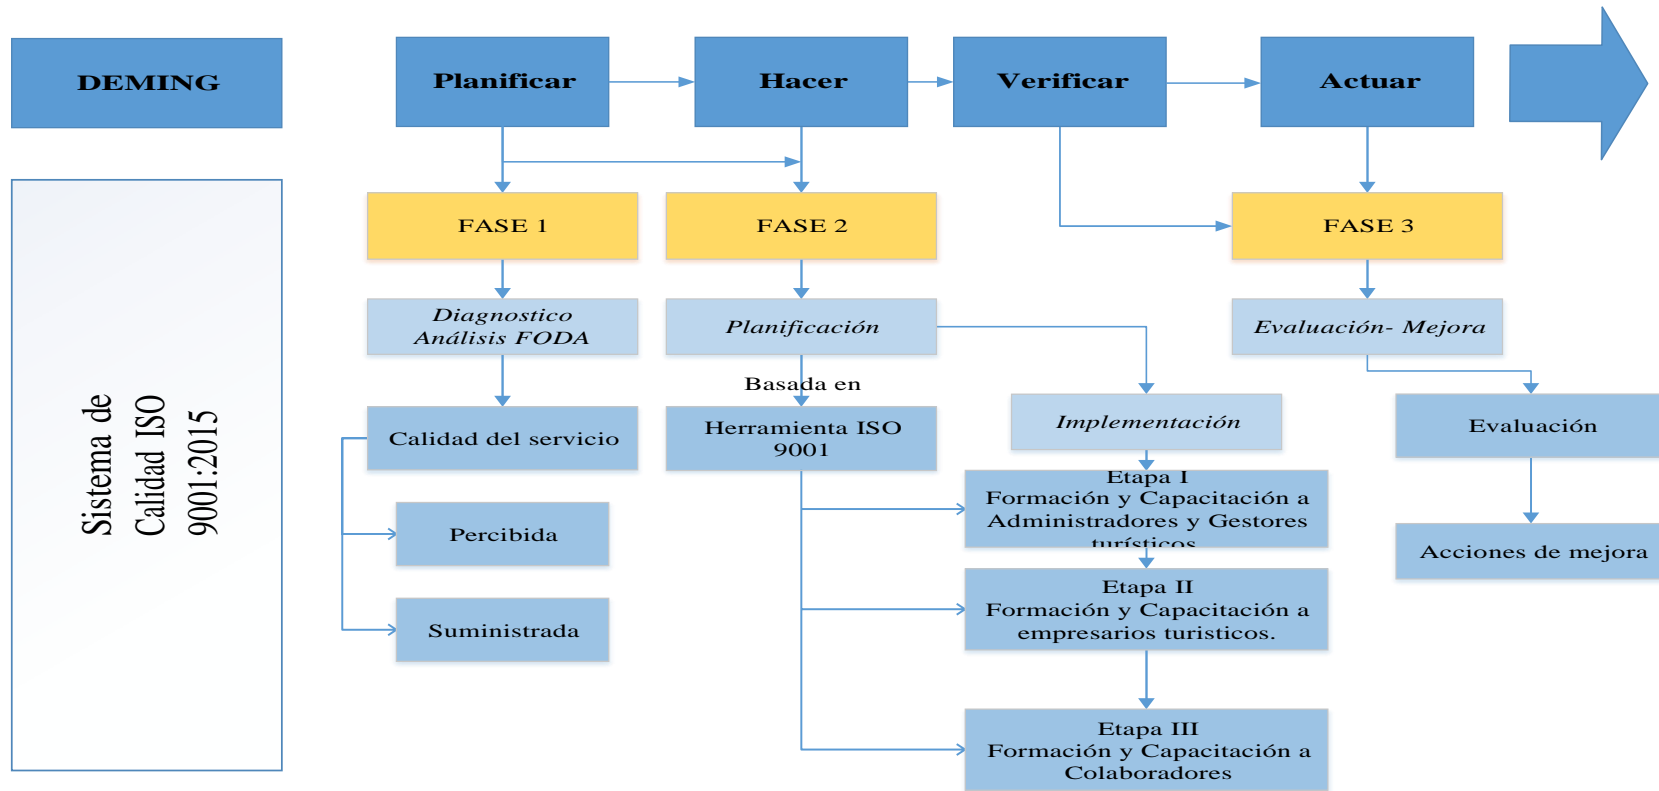 DEMING
Planificar
Hacer
Verificar
Actuar
Sistema de
Calidad ISO
9001:2015
FASE 1
FASE 2
FASE 3
Diagnostico
Análisis FODA
Planificación
Evaluación- Mejora
Basada en
Calidad del servicio
Herramienta ISO
9001
Implementación
Evaluación
Percibida
Suministrada
Etapa I
Formación y Capacitación a
Administradores y Gestores
turísticos
Etapa II
Formación y Capacitación a
empresarios turisticos.
Etapa III
Formación y Capacitación a
Colaboradores
Acciones de mejora